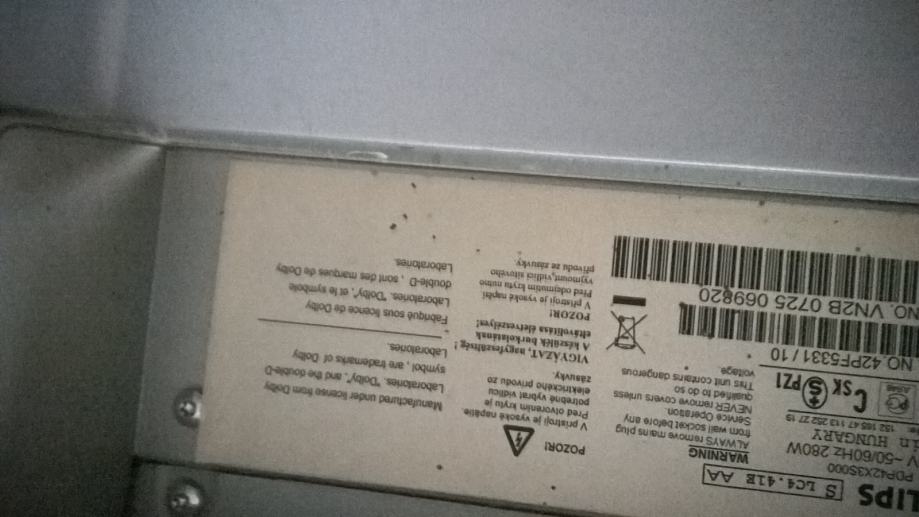 LIPS
S LC4.41E AA
PDP42X3S000
V ~50/60Hz 280W
in HUNGARY
132 165 47 113 252 27 19
C SK S PZ1
NO 42PF5331 / 10
NO. VN2B 0725 069820
WARNING
ALWAYS remove mains plug
from wall socket before any
Service Operation.
NEVER remove covers unless
qualified to do so
This unit contains dangerous
voltage.
POZOR!
V prístroji je vysoké napätie.
Pred otvorením krytu je
potrebné vybrať vidlicu
elektrického prívodu zo
zásuvky.
VIGYÁZAT, nagyfeszültség!
A készülék burkolatának
eltávolítása életveszélyes!
POZOR!
V přístroji je vysoké napětí.
Před odejmutím krytu nutno
vyjmout vidlici síťového
přívodu ze zásuvky.
Manufactured under license from Dolby
Laboratories. "Dolby", and the double-D
symbol , are trademarks of Dolby
Laboratories.
Fabriqué sous licence de Dolby
Laboratories. "Dolby", et le symbole
double-D , sont des marques de Dolby
Laboratories.